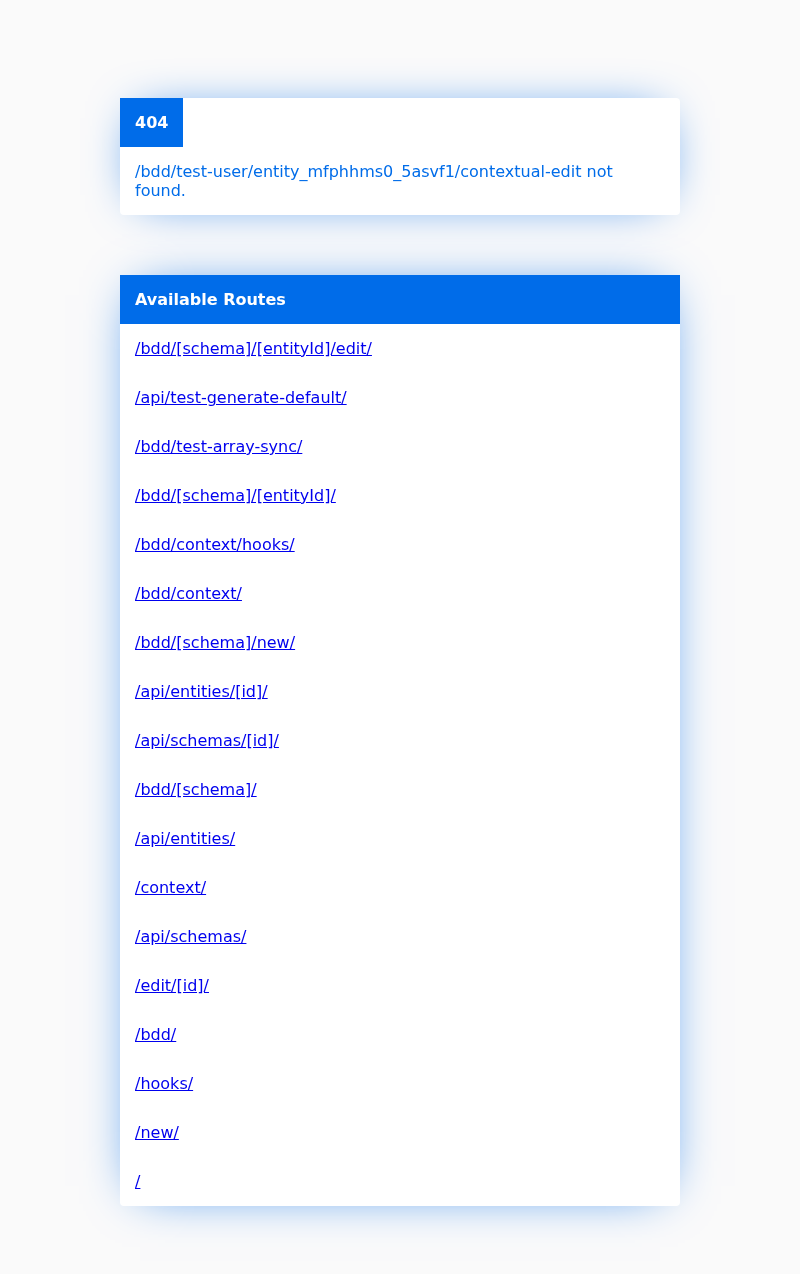 404
/bdd/test-user/entity_mfphhms0_5asvf1/contextual-edit not
found.
Available Routes
/bdd/[schema]/[entityId]/edit/
/api/test-generate-default/
/bdd/test-array-sync/
/bdd/[schema]/[entityId]/
/bdd/context/hooks/
/bdd/context/
/bdd/[schema]/new/
/api/entities/[id]/
/api/schemas/[id]/
/bdd/[schema]/
/api/entities/
/context/
/api/schemas/
/edit/[id]/
/bdd/
/hooks/
/new/
/